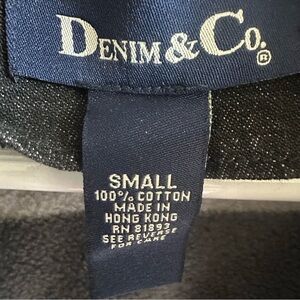 DENIM & CO.®
SMALL
100% COTTON
MADE IN
HONG KONG
RN 81893
SEE REVERSE
FOR CARE